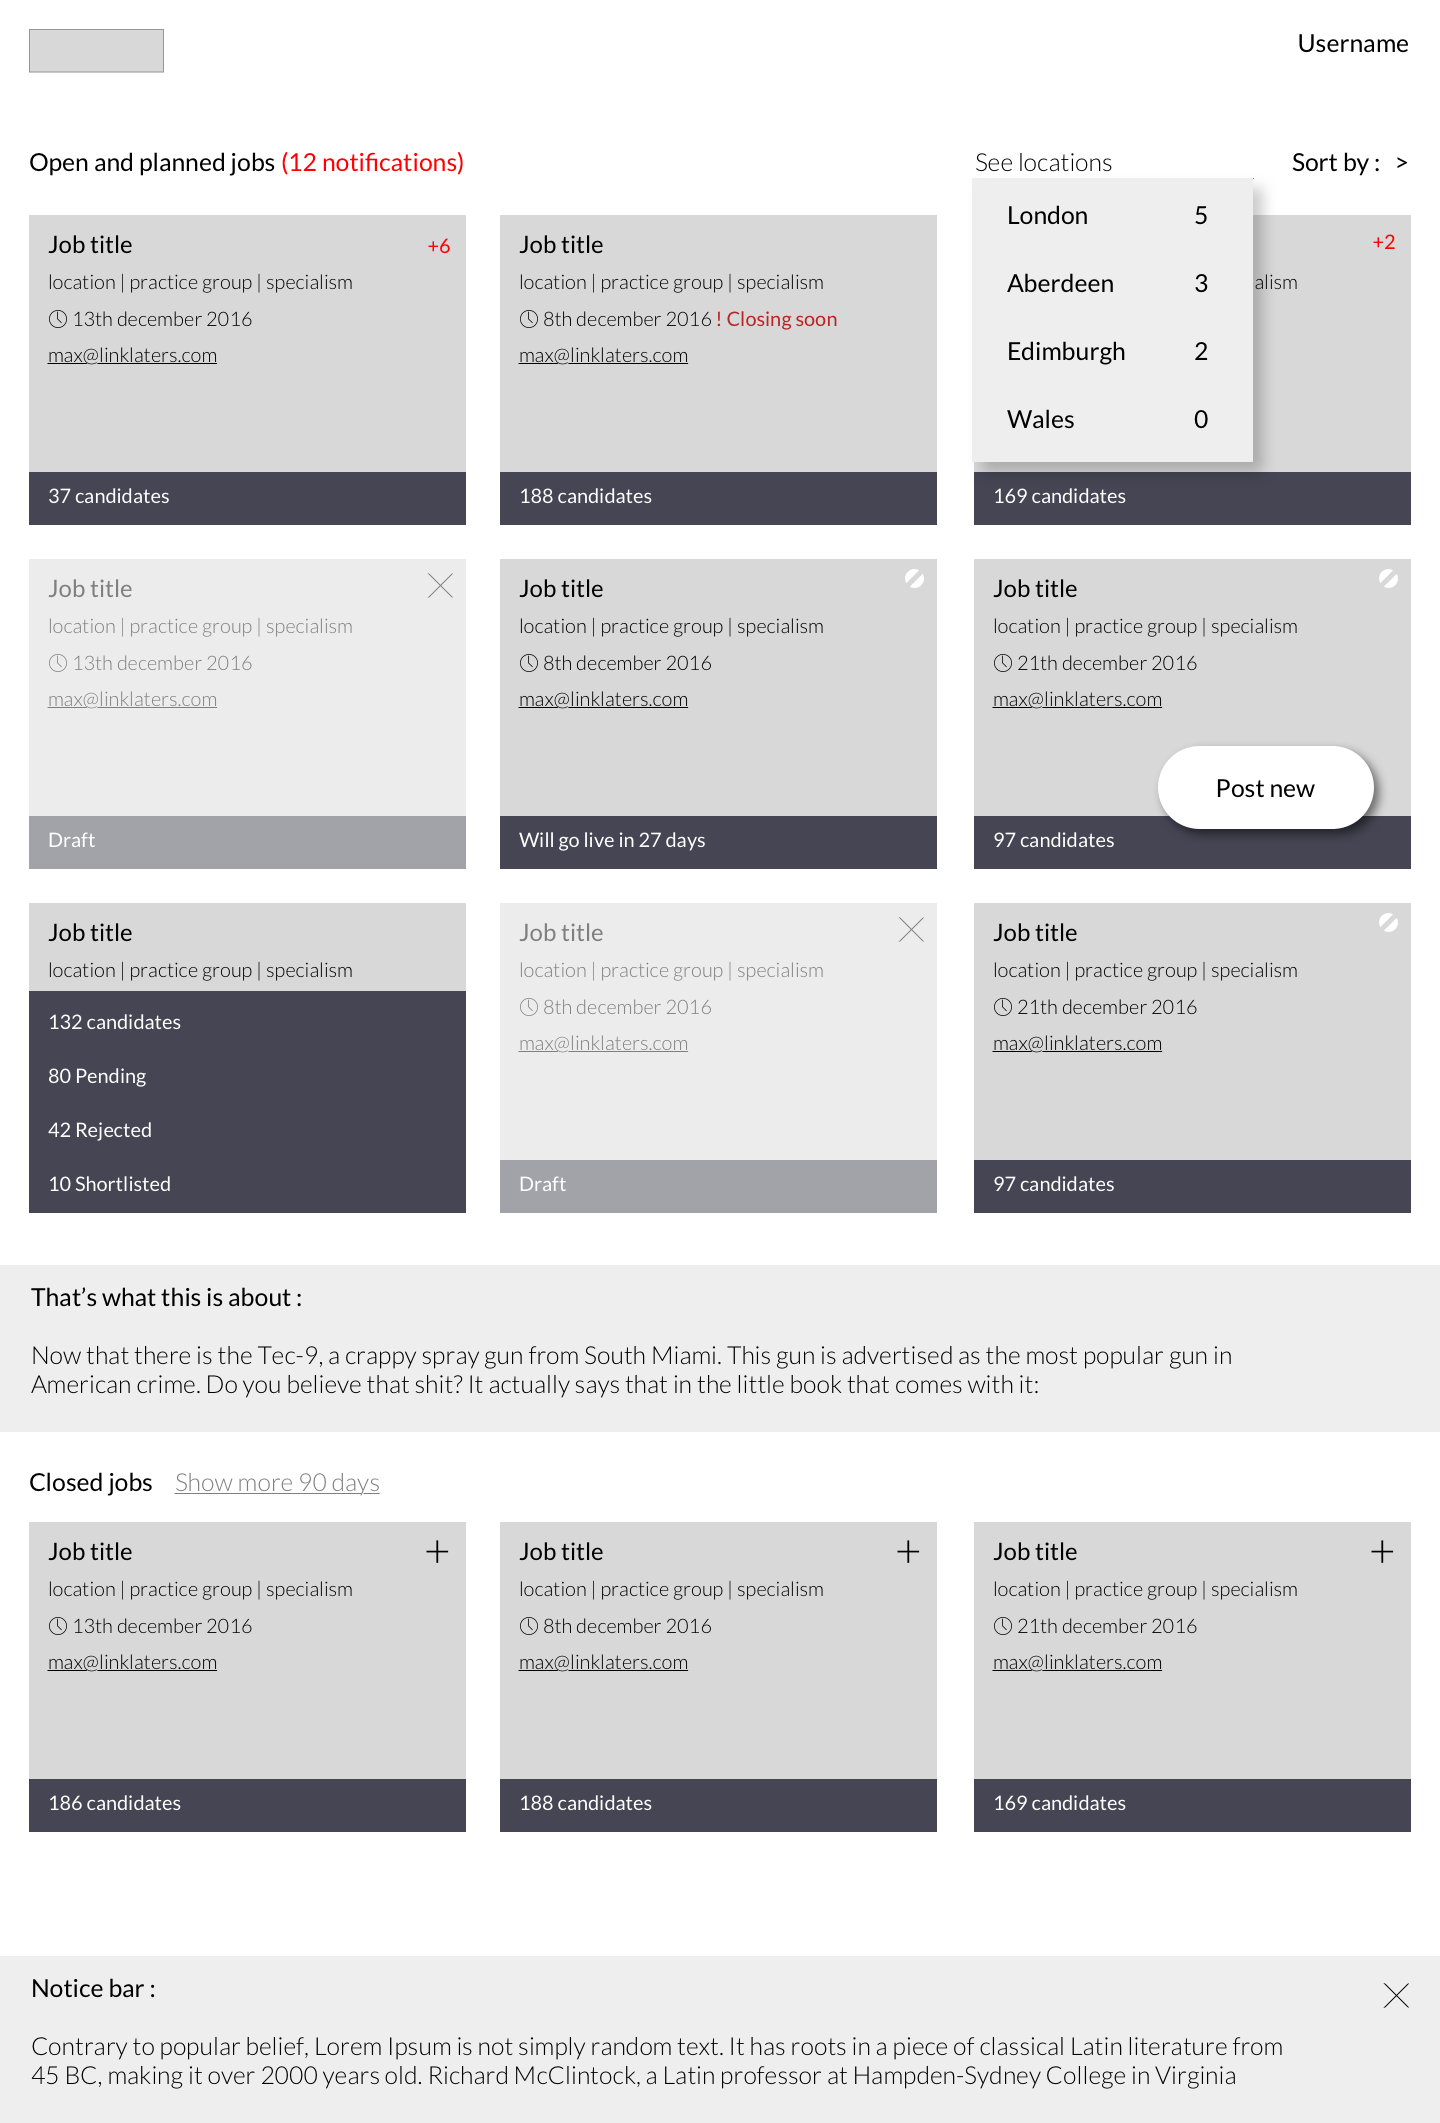 Username
Open and planned jobs (12 notifications)
See locations
Sort by : >
London 5
Aberdeen 3
Edimburgh 2
Wales 0
Job title +6
location | practice group | specialism
13th december 2016
max@linklaters.com
37 candidates
Job title
location | practice group | specialism
8th december 2016 ! Closing soon
max@linklaters.com
188 candidates
+2
169 candidates
Job title
location | practice group | specialism
13th december 2016
max@linklaters.com
Draft
Job title
location | practice group | specialism
8th december 2016
max@linklaters.com
Will go live in 27 days
Job title
location | practice group | specialism
21th december 2016
max@linklaters.com
Post new
97 candidates
Job title
location | practice group | specialism
132 candidates
80 Pending
42 Rejected
10 Shortlisted
Job title
location | practice group | specialism
8th december 2016
max@linklaters.com
Draft
Job title
location | practice group | specialism
21th december 2016
max@linklaters.com
97 candidates
That’s what this is about :
Now that there is the Tec-9, a crappy spray gun from South Miami. This gun is advertised as the most popular gun in
American crime. Do you believe that shit? It actually says that in the little book that comes with it:
Closed jobs Show more 90 days
Job title
location | practice group | specialism
13th december 2016
max@linklaters.com
186 candidates
Job title
location | practice group | specialism
8th december 2016
max@linklaters.com
188 candidates
Job title
location | practice group | specialism
21th december 2016
max@linklaters.com
169 candidates
Notice bar :
Contrary to popular belief, Lorem Ipsum is not simply random text. It has roots in a piece of classical Latin literature from
45 BC, making it over 2000 years old. Richard McClintock, a Latin professor at Hampden-Sydney College in Virginia